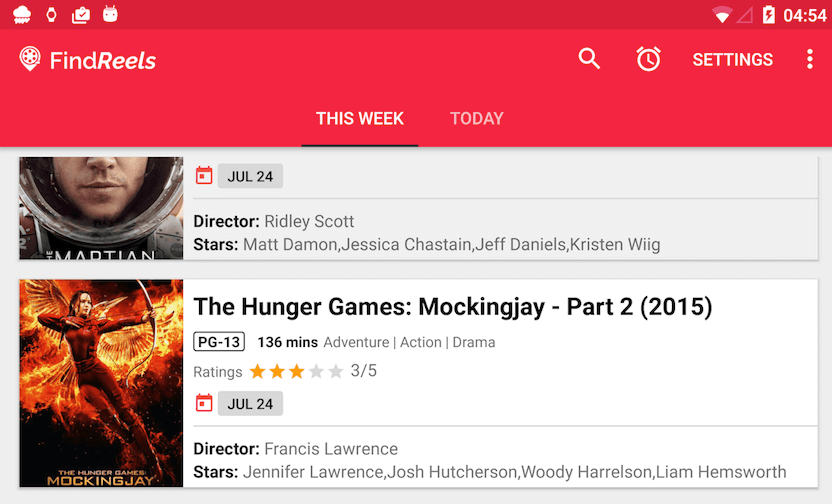 04:54
FindReels
SETTINGS
THIS WEEK
TODAY
THE
MARTIAN
JUL 24
Director: Ridley Scott
Stars: Matt Damon,Jessica Chastain,Jeff Daniels,Kristen Wiig
THE HUNGER GAMES:
MOCKINGJAY
The Hunger Games: Mockingjay - Part 2 (2015)
PG-13 136 mins Adventure | Action | Drama
Ratings 3/5
JUL 24
Director: Francis Lawrence
Stars: Jennifer Lawrence,Josh Hutcherson,Woody Harrelson,Liam Hemsworth